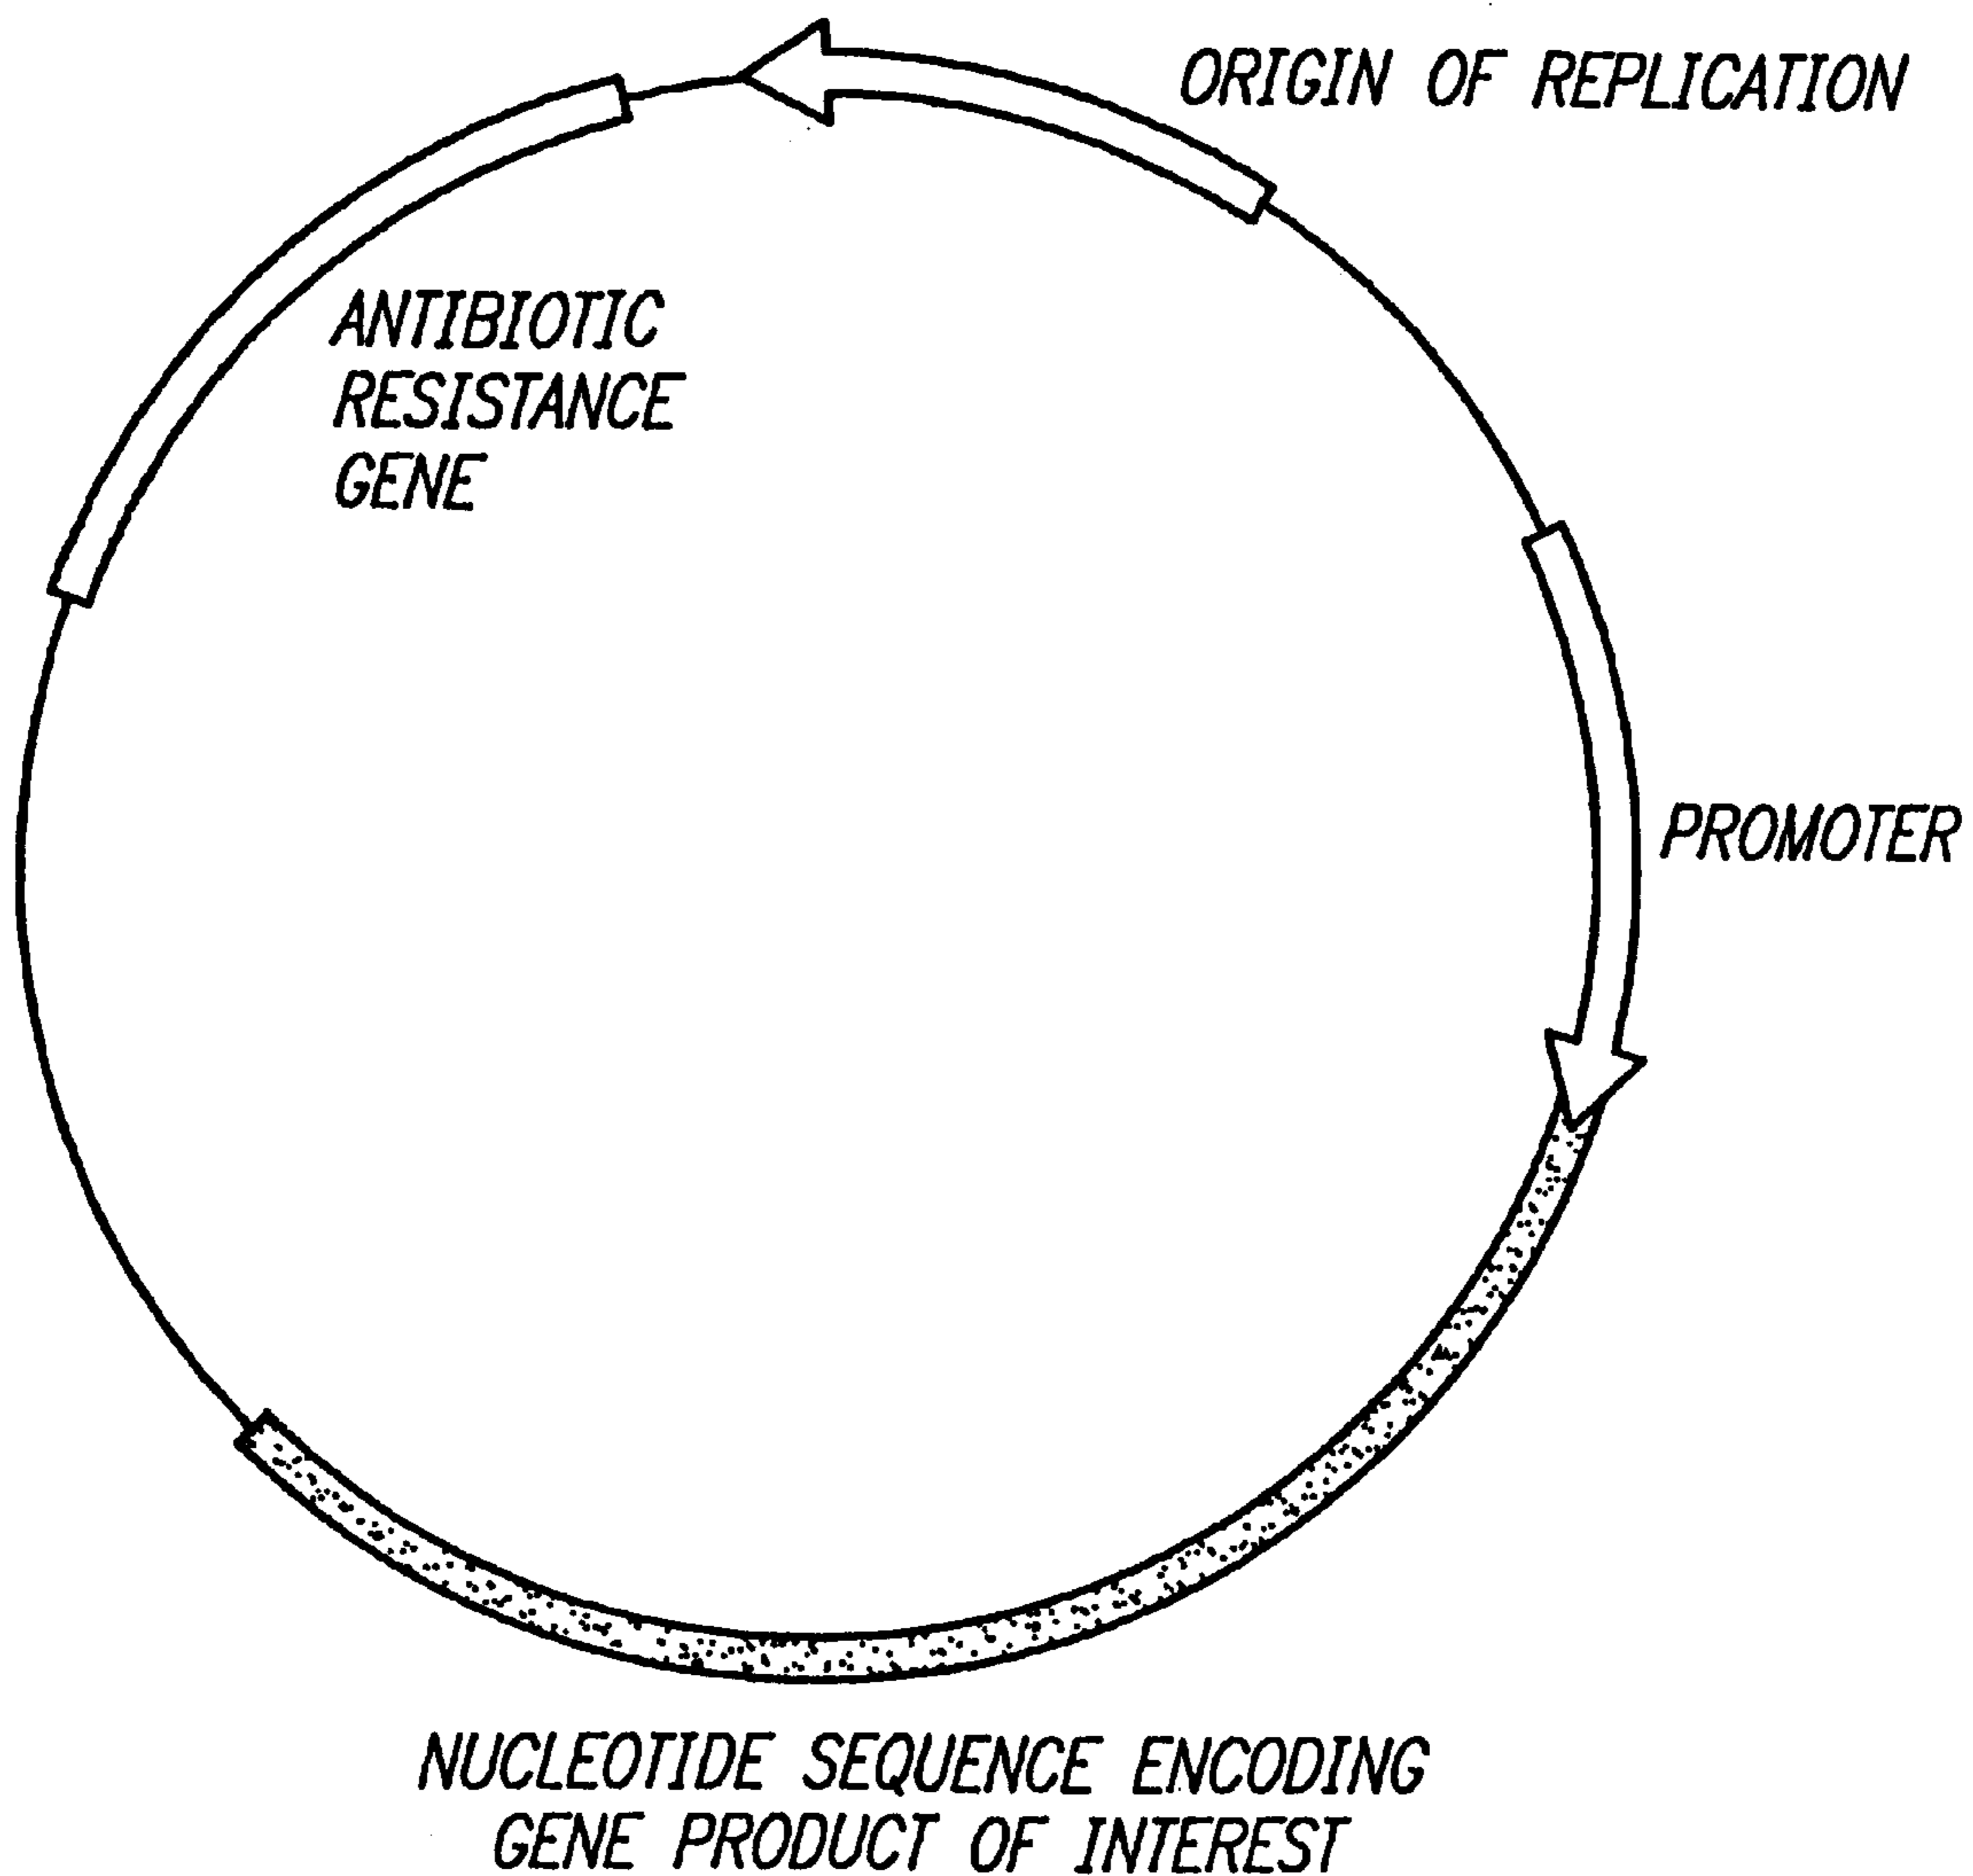 ORIGIN OF REPLICATION
ANTIBIOTIC
RESISTANCE
GENE
PROMOTER
NUCLEOTIDE SEQUENCE ENCODING
GENE PRODUCT OF INTEREST